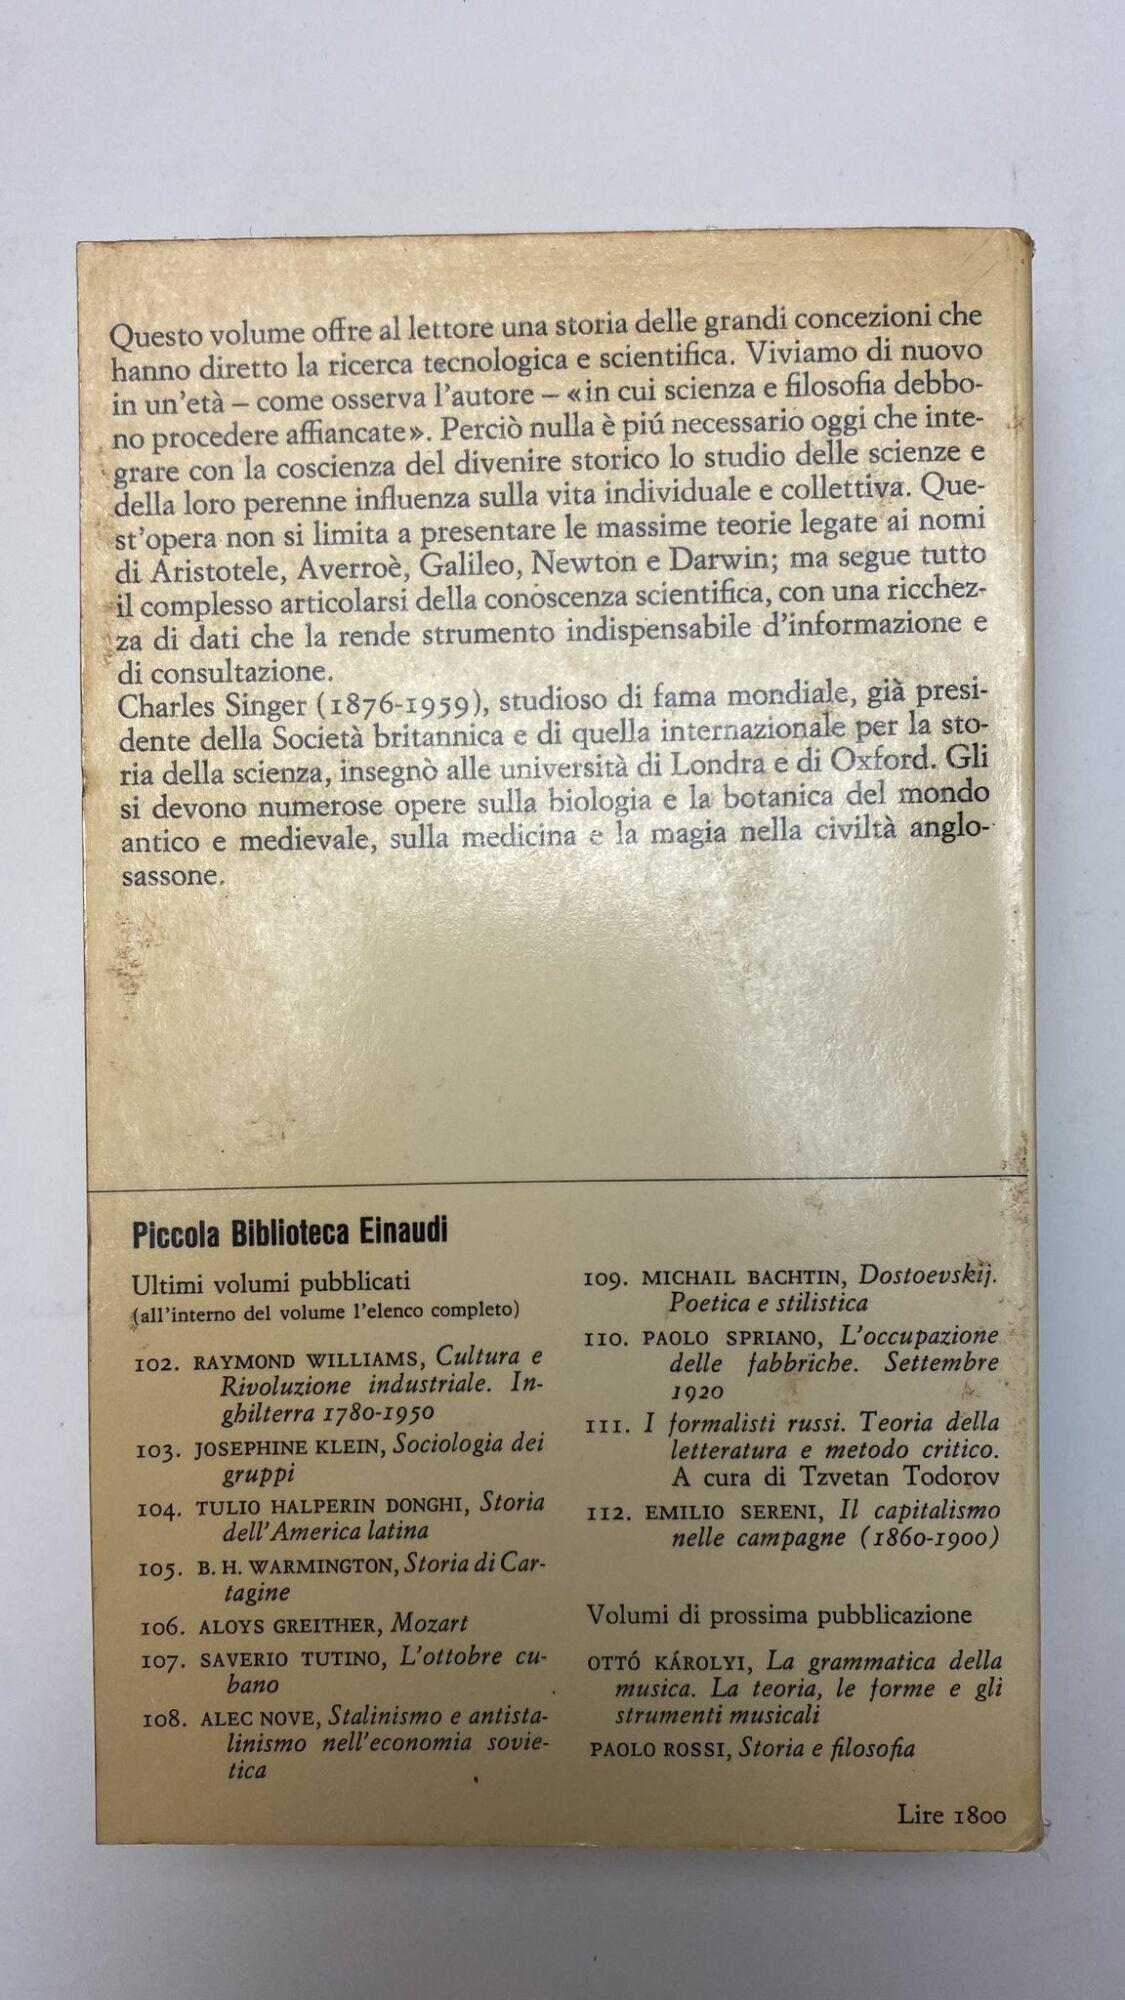 Questo volume offre al lettore una storia delle grandi concezioni che
hanno diretto la ricerca tecnologica e scientifica. Viviamo di nuovo
in un'età – come osserva l'autore – «in cui scienza e filosofia debbo-
no procedere affiancate». Perciò nulla è piú necessario oggi che inte-
grare con la coscienza del divenire storico lo studio delle scienze e
della loro perenne influenza sulla vita individuale e collettiva. Que-
st'opera non si limita a presentare le massime teorie legate ai nomi
di Aristotele, Averroè, Galileo, Newton e Darwin; ma segue tutto
il complesso articolarsi della conoscenza scientifica, con una ricchez-
za di dati che la rende strumento indispensabile d'informazione e
di consultazione.
Charles Singer (1876-1959), studioso di fama mondiale, già presi-
dente della Società britannica e di quella internazionale per la sto-
ria della scienza, insegnò alle università di Londra e di Oxford. Gli
si devono numerose opere sulla biologia e la botanica del mondo
antico e medievale, sulla medicina e la magia nella civiltà anglo-
sassone.
Piccola Biblioteca Einaudi
Ultimi volumi pubblicati
(all'interno del volume l'elenco completo)
102. RAYMOND WILLIAMS, Cultura e
Rivoluzione industriale. In-
ghilterra 1780-1950
103. JOSEPHINE KLEIN, Sociologia dei
gruppi
104. TULIO HALPERIN DONGHI, Storia
dell'America latina
105. B. H. WARMINGTON, Storia di Car-
tagine
106. ALOYS GREITHER, Mozart
107. SAVERIO TUTINO, L'ottobre cu-
bano
108. ALEC NOVE, Stalinismo e antista-
linismo nell'economia sovie-
tica
109. MICHAIL BACHTIN, Dostoevskij.
Poetica e stilistica
110. PAOLO SPRIANO, L'occupazione
delle fabbriche. Settembre
1920
111. I formalisti russi. Teoria della
letteratura e metodo critico.
A cura di Tzvetan Todorov
112. EMILIO SERENI, Il capitalismo
nelle campagne (1860-1900)
Volumi di prossima pubblicazione
OTTÓ KÁROLYI, La grammatica della
musica. La teoria, le forme e gli
strumenti musicali
PAOLO ROSSI, Storia e filosofia
Lire 1800